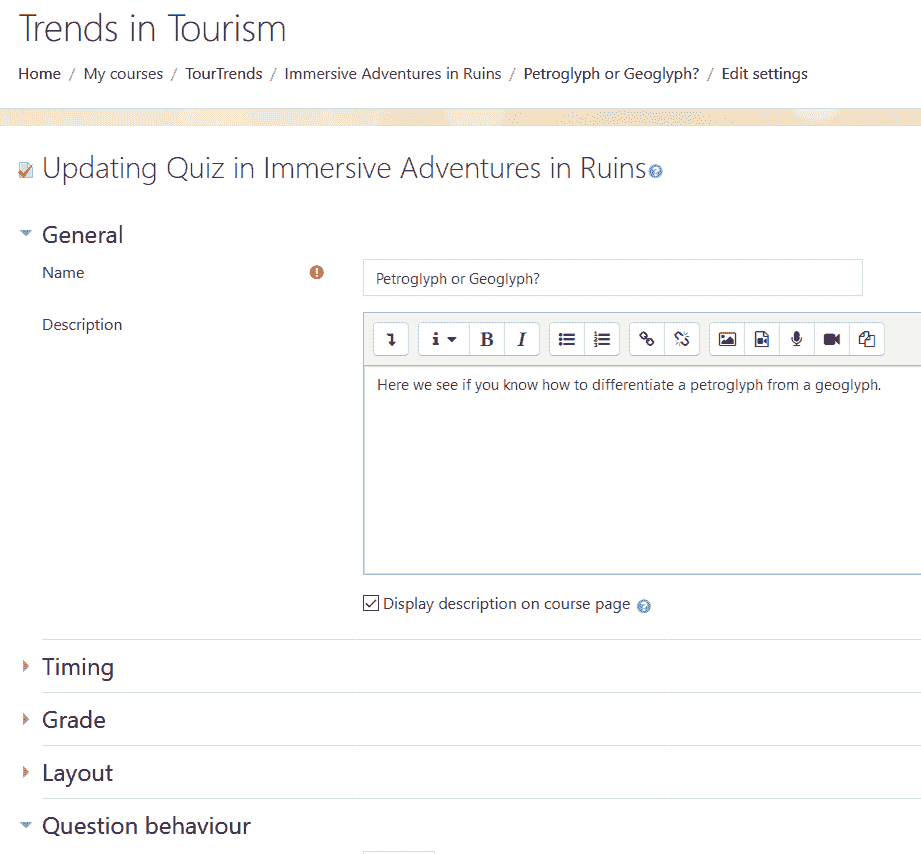 Trends in Tourism
Home / My courses / TourTrends / Immersive Adventures in Ruins / Petroglyph or Geoglyph? / Edit settings
Updating Quiz in Immersive Adventures in Ruins
General
Name
Petroglyph or Geoglyph?
Description
i B I
Here we see if you know how to differentiate a petroglyph from a geoglyph.
Display description on course page
Timing
Grade
Layout
Question behaviour